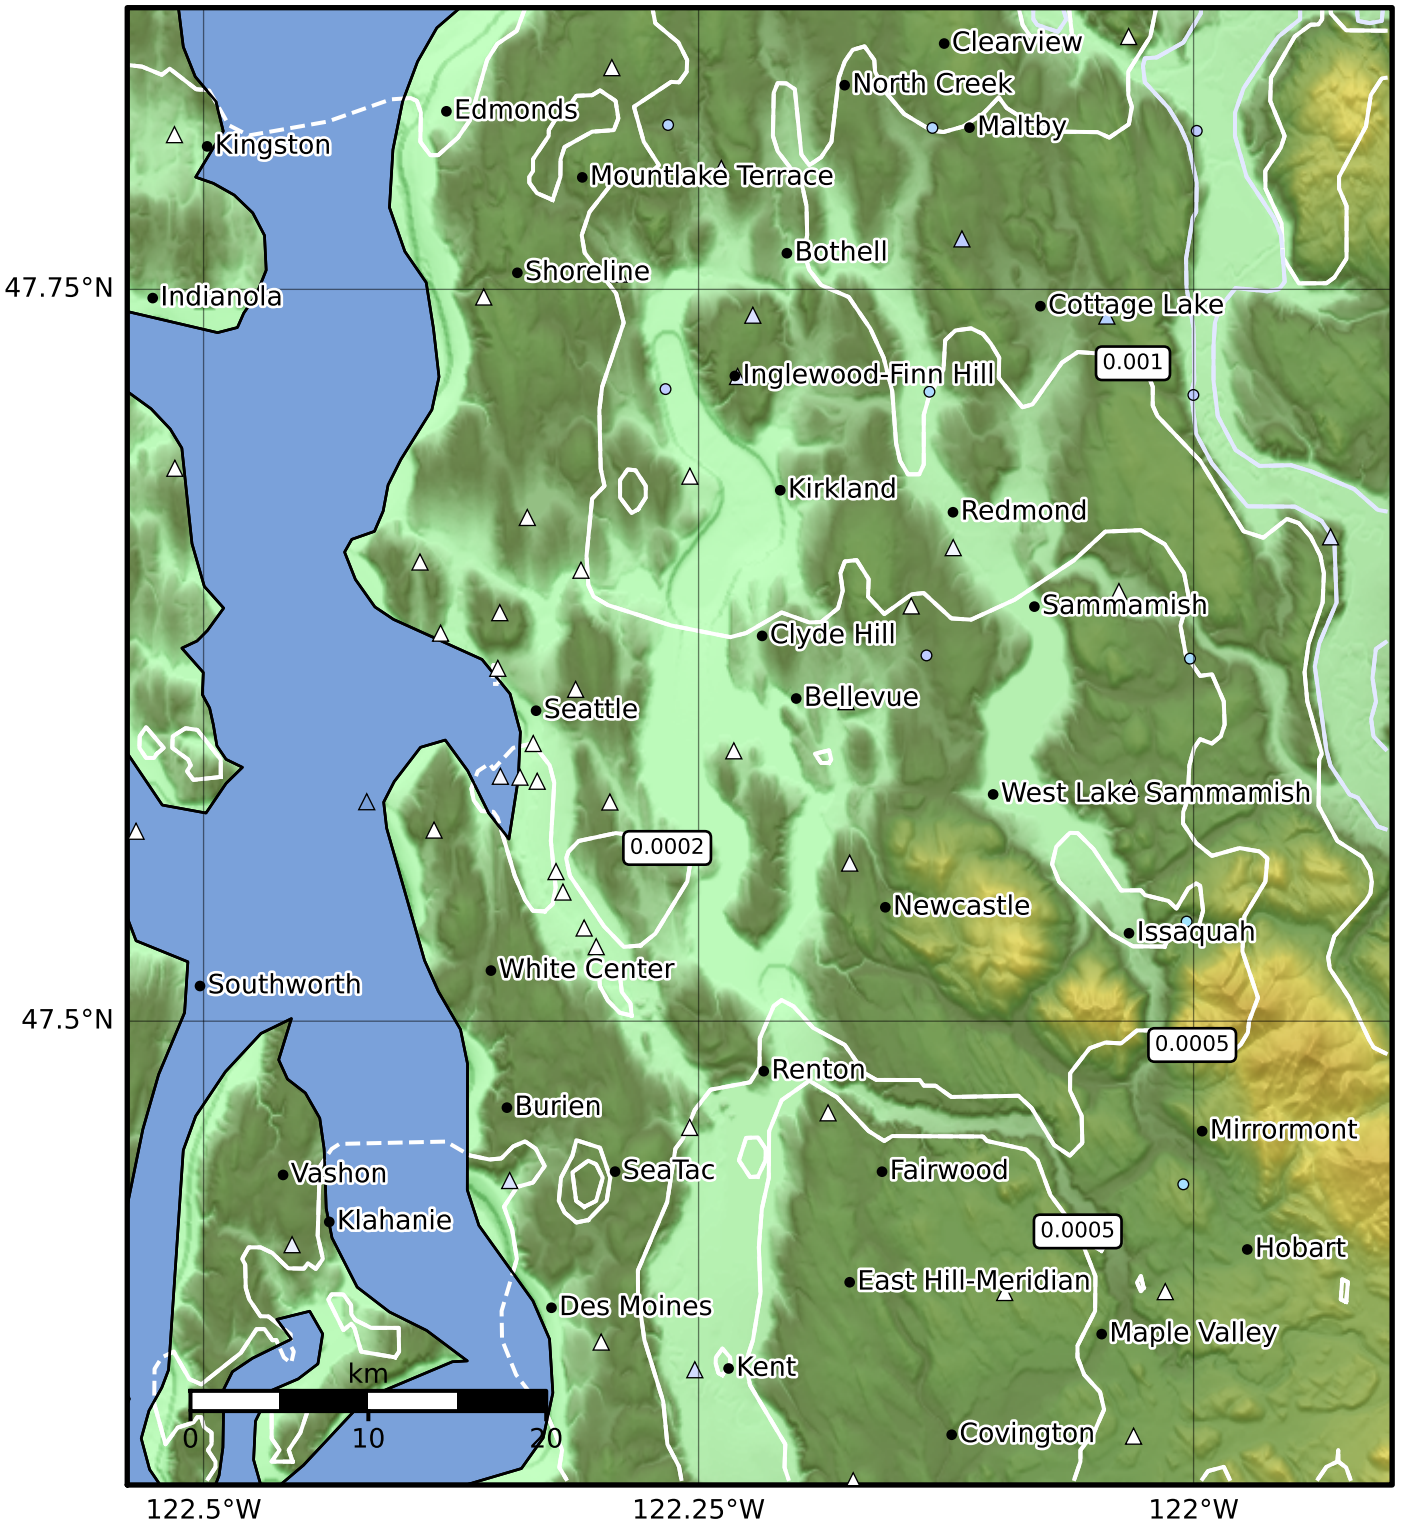 Clearview
North Creek
Edmonds
Maltby
Kingston
Mountlake Terrace
Bothell
Shoreline
47.75°N
Indianola
Cottage Lake
0.001
Inglewood-Finn Hill
Kirkland
Redmond
Sammamish
Clyde Hill
Bellevue
Seattle
West Lake Sammamish
0.0002
Newcastle
Issaquah
White Center
Southworth
47.5°N
0.0005
Renton
Burien
Mirrormont
SeaTac
Fairwood
Vashon
Klahanie
0.0005
Hobart
East Hill-Meridian
Des Moines
Maple Valley
Kent
km
0 10 20
Covington
122.5°W 122.25°W 122°W